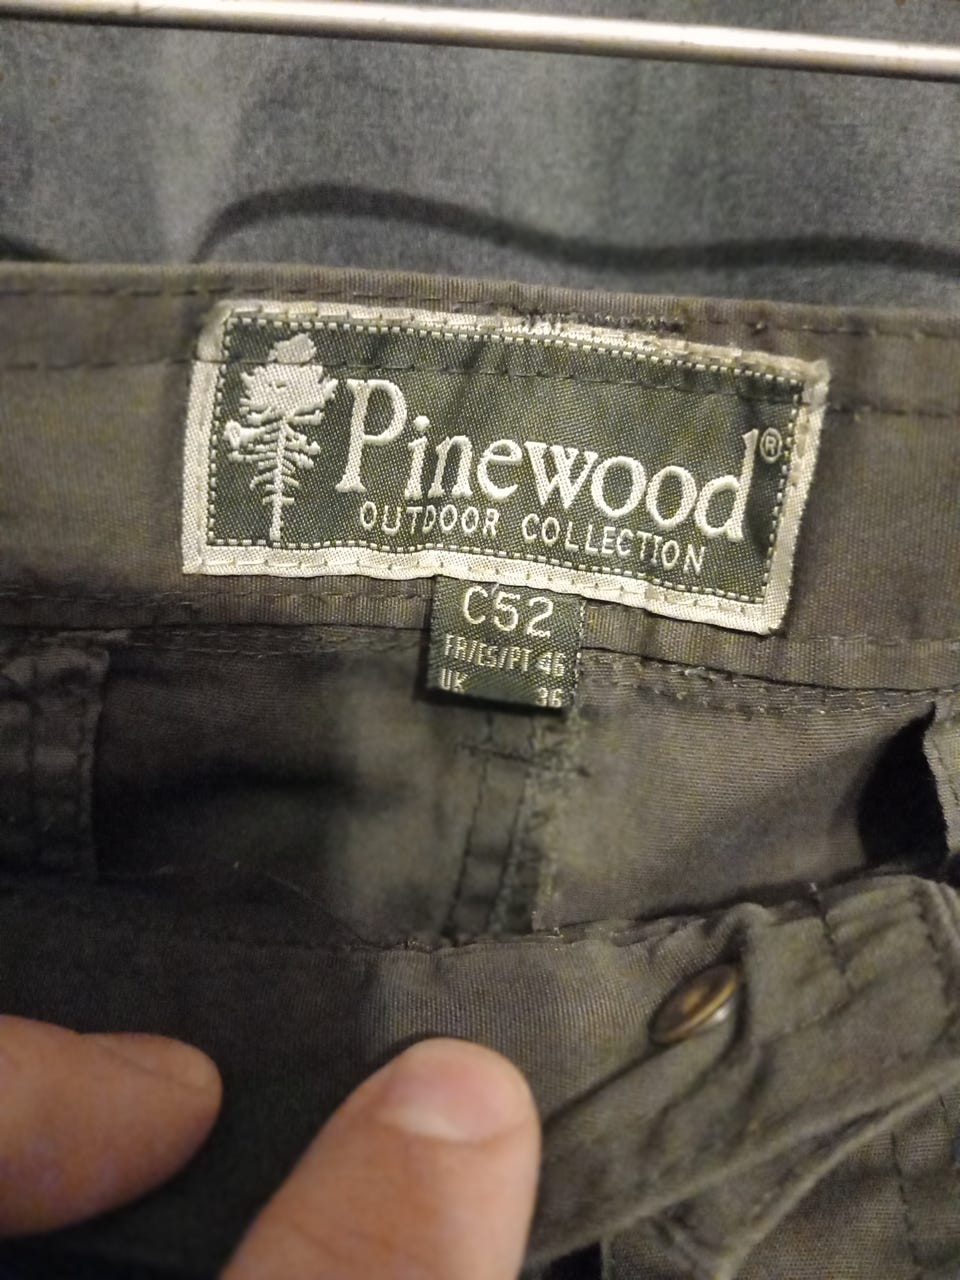 Pinewood®
OUTDOOR COLLECTION
C52
FR/ES/PT 46
UK 36